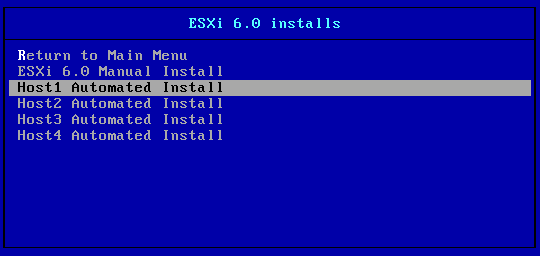 ESXi 6.0 installs
Return to Main Menu
ESXi 6.0 Manual Install
Host1 Automated Install
Host2 Automated Install
Host3 Automated Install
Host4 Automated Install